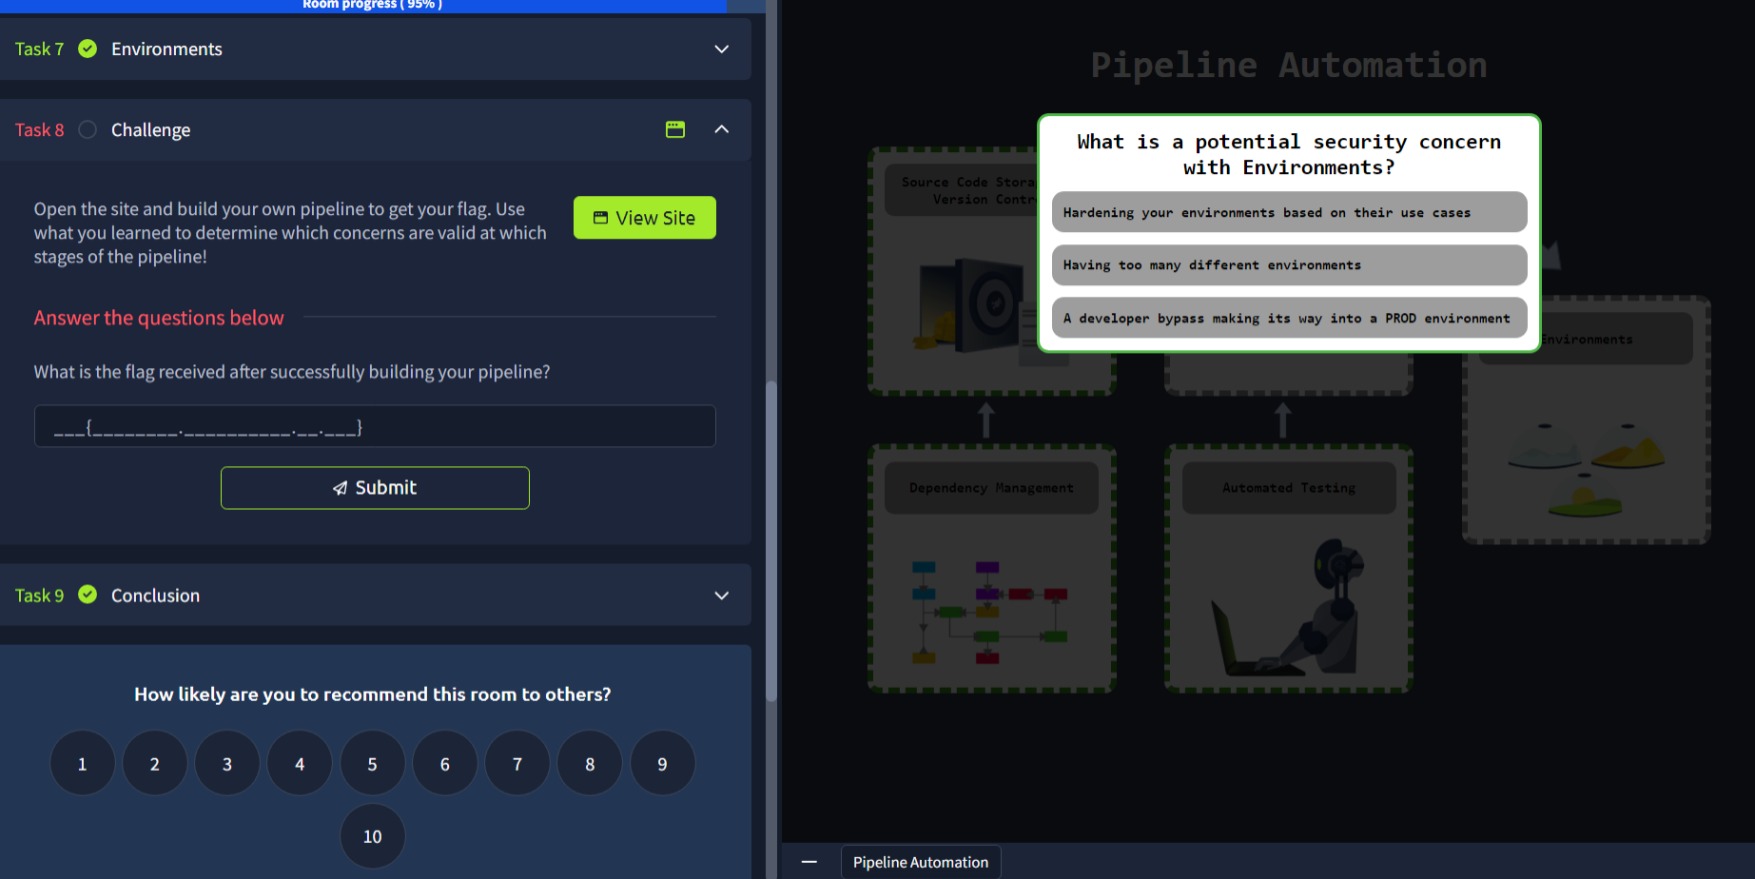 Room progress ( 95% )
Task 7
Environments
Task 8
Challenge
Open the site and build your own pipeline to get your flag. Use
what you learned to determine which concerns are valid at which
stages of the pipeline!
View Site
Answer the questions below
What is the flag received after successfully building your pipeline?
___{________.__________.__.___}
Submit
Task 9
Conclusion
How likely are you to recommend this room to others?
1 2 3 4 5 6 7 8 9
10
Pipeline Automation
What is a potential security concern
with Environments?
Hardening your environments based on their use cases
Having too many different environments
A developer bypass making its way into a PROD environment
Source Code Stora
Version Contr
Environments
Dependency Management
Automated Testing
Pipeline Automation